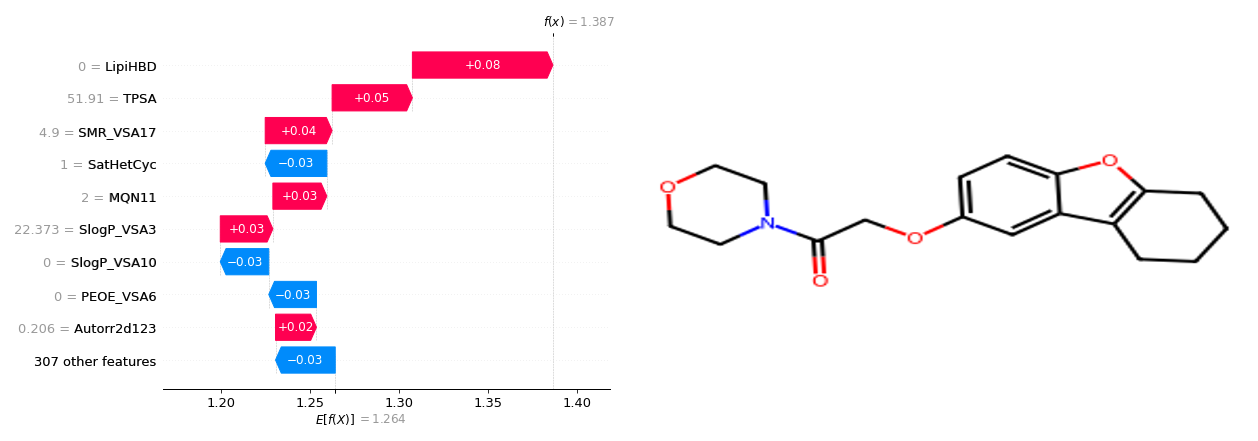 f(x) = 1.387
0 = LipiHBD
+0.08
51.91 = TPSA
+0.05
4.9 = SMR_VSA17
+0.04
1 = SatHetCyc
−0.03
2 = MQN11
+0.03
22.373 = SlogP_VSA3
+0.03
0 = SlogP_VSA10
−0.03
0 = PEOE_VSA6
−0.03
0.206 = Autorr2d123
+0.02
307 other features
−0.03
1.20 1.25 1.30 1.35 1.40
E[f(X)] = 1.264
O
O
N
O
O